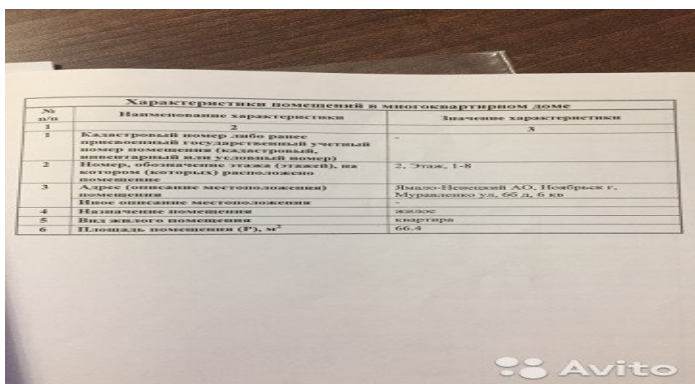 Характеристики помещений в многоквартирном доме
№ п/п Наименование характеристики Значение характеристики
1 2 3
1 Кадастровый номер либо ранее -
присвоенный государственный учетный
номер помещения (кадастровый,
инвентарный или условный номер)
2 Номер, обозначение этажа (этажей), на 2, Этаж, 1-8
котором (которых) расположено
помещение
3 Адрес (описание местоположения) Ямало-Ненецкий АО, Ноябрьск г,
помещения Муравленко ул, 66 д, 6 кв
Иное описание местоположения -
4 Назначение помещения жилое
5 Вид жилого помещения квартира
6 Площадь помещения (Р), м² 66.4
Avito